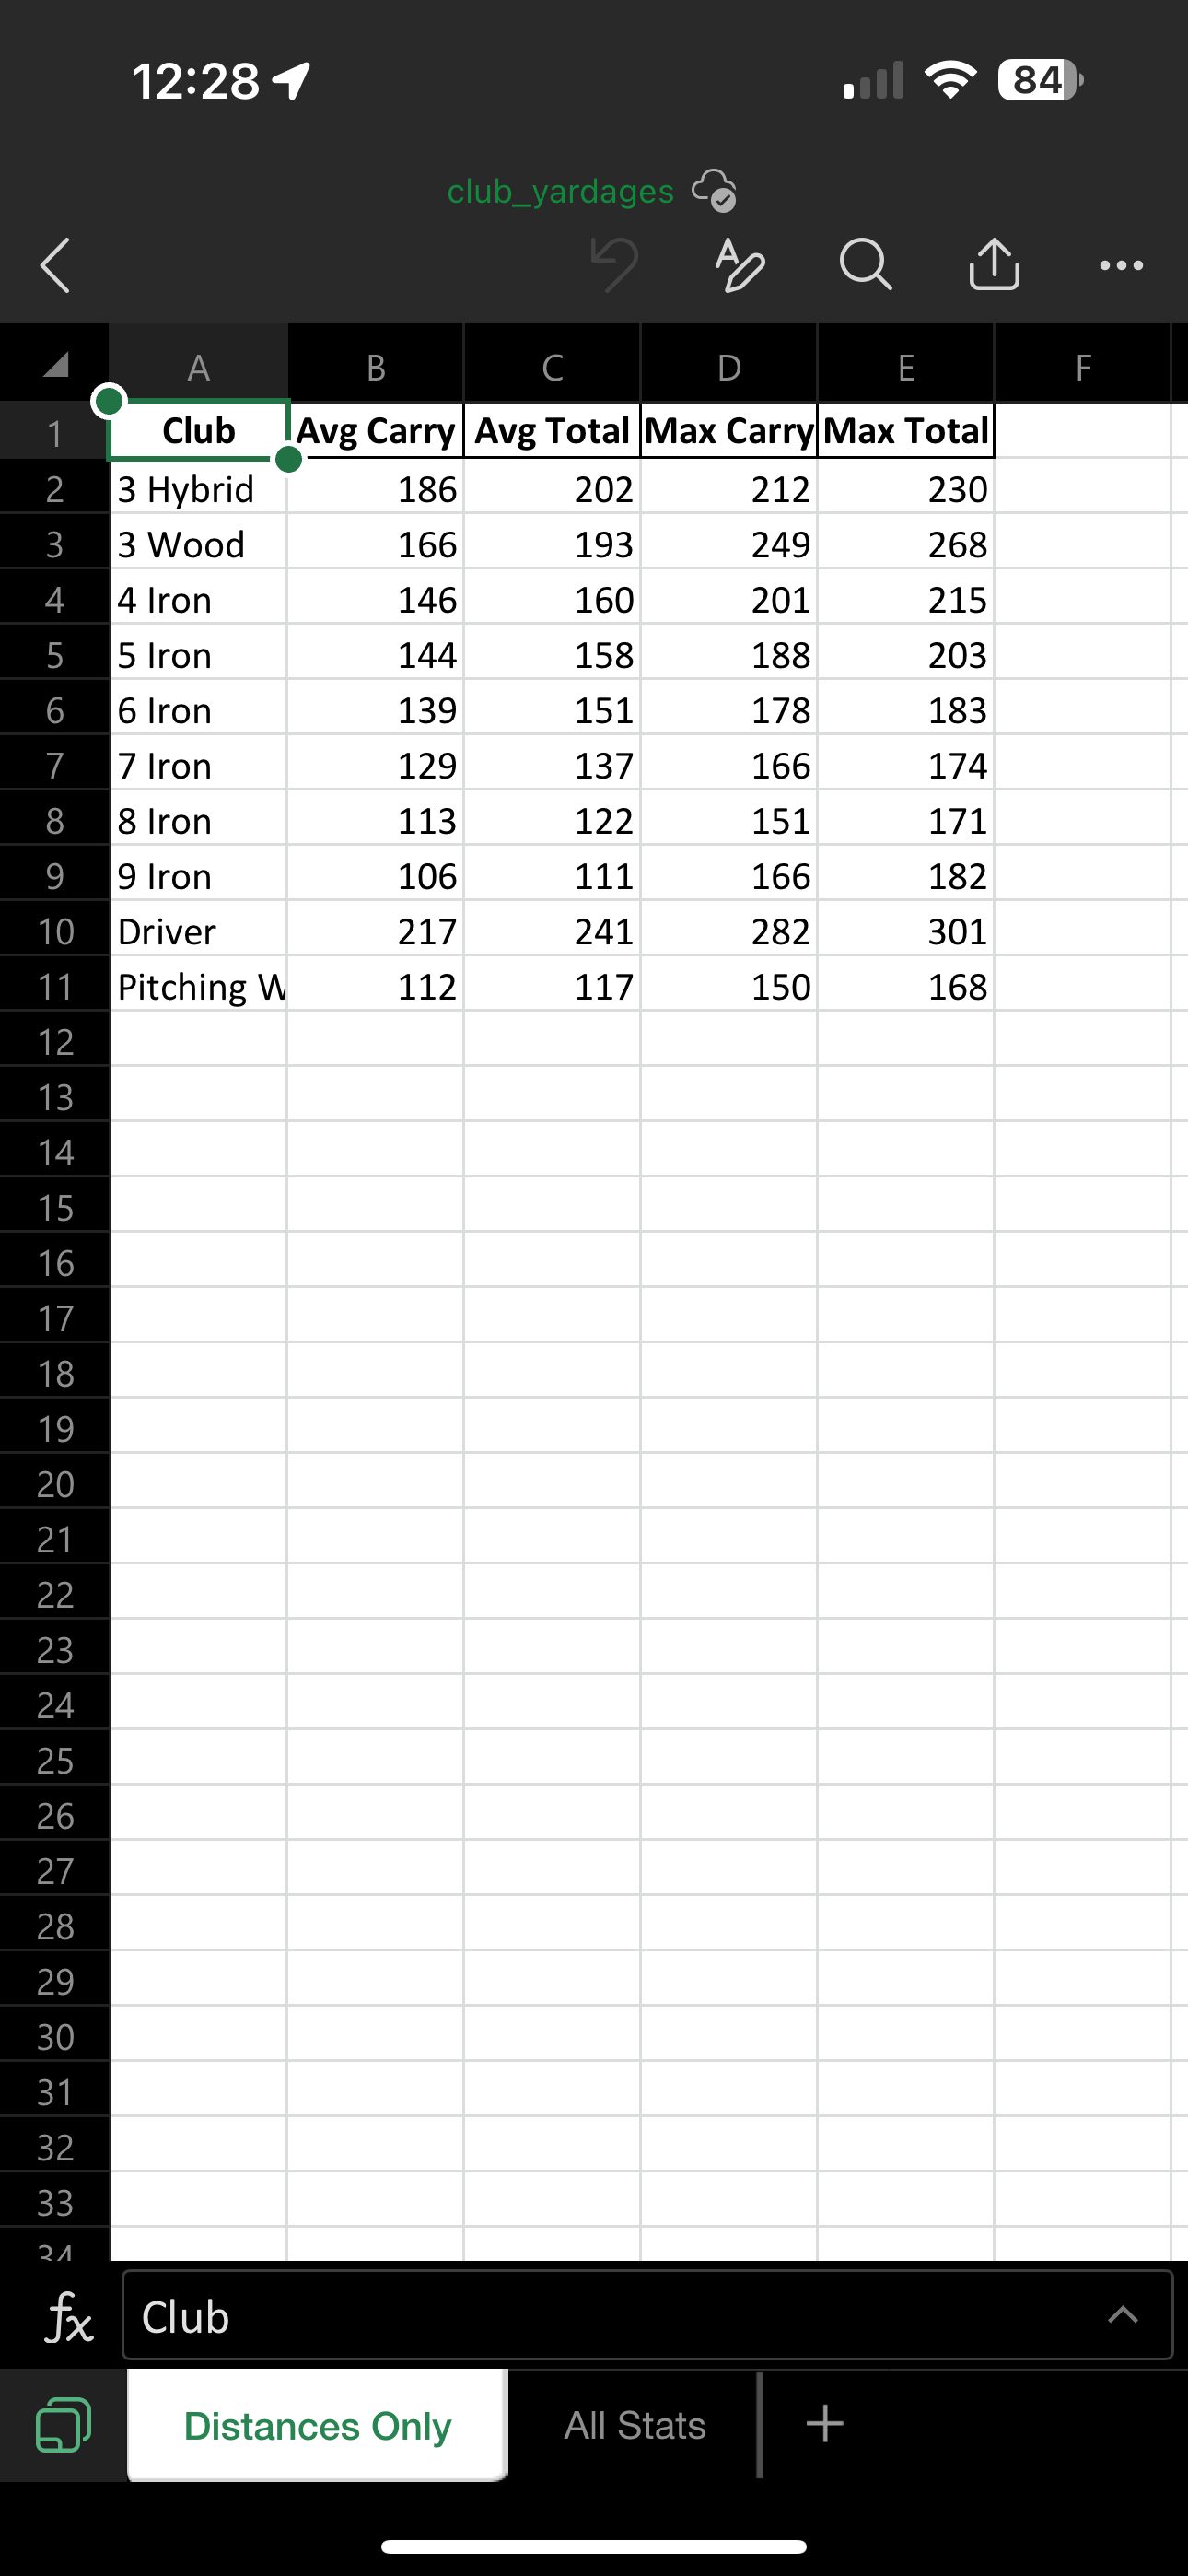 12:28
84
club_yardages
A B C D E F
1 Club Avg Carry Avg Total Max Carry Max Total
2 3 Hybrid 186 202 212 230
3 3 Wood 166 193 249 268
4 4 Iron 146 160 201 215
5 5 Iron 144 158 188 203
6 6 Iron 139 151 178 183
7 7 Iron 129 137 166 174
8 8 Iron 113 122 151 171
9 9 Iron 106 111 166 182
10 Driver 217 241 282 301
11 Pitching W 112 117 150 168
12
13
14
15
16
17
18
19
20
21
22
23
24
25
26
27
28
29
30
31
32
33
34
fx Club
Distances Only All Stats +